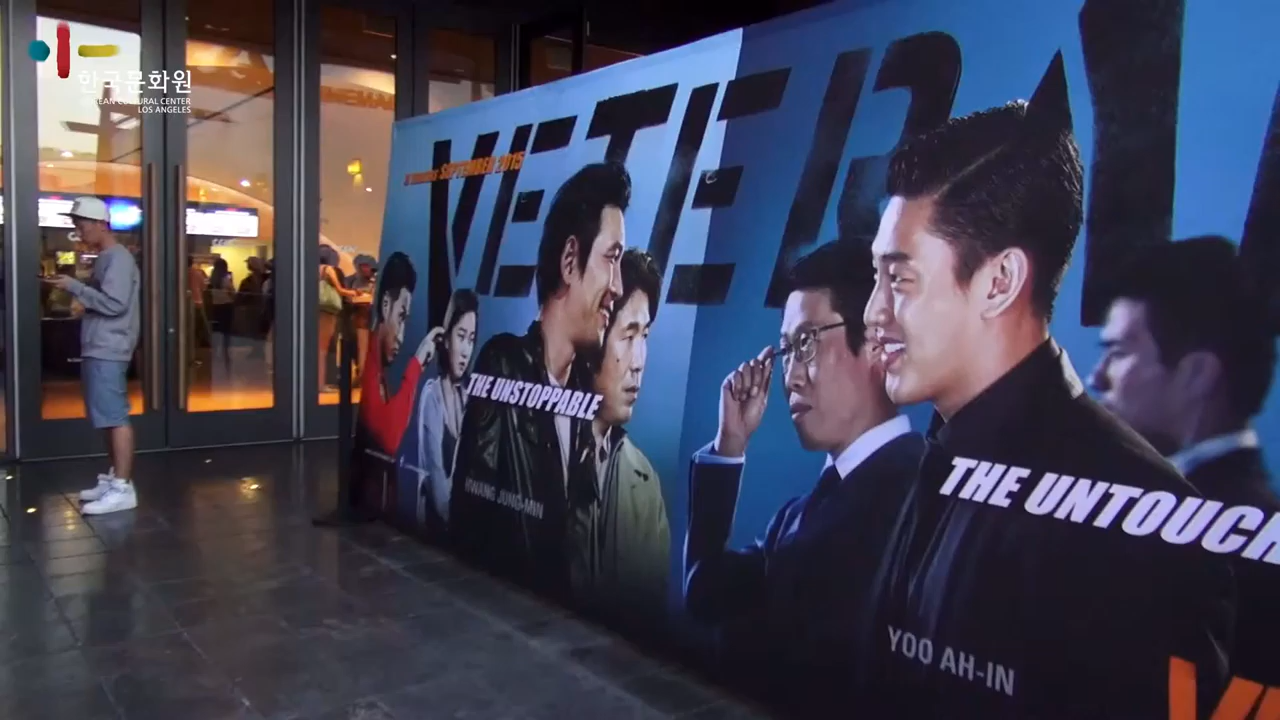 한국문화원
KOREAN CULTURAL CENTER
LOS ANGELES
VETERA
SEPTEMBER 2015
THE UNSTOPPABLE
HWANG JUNG-MIN
THE UNTOUCH
YOO AH-IN